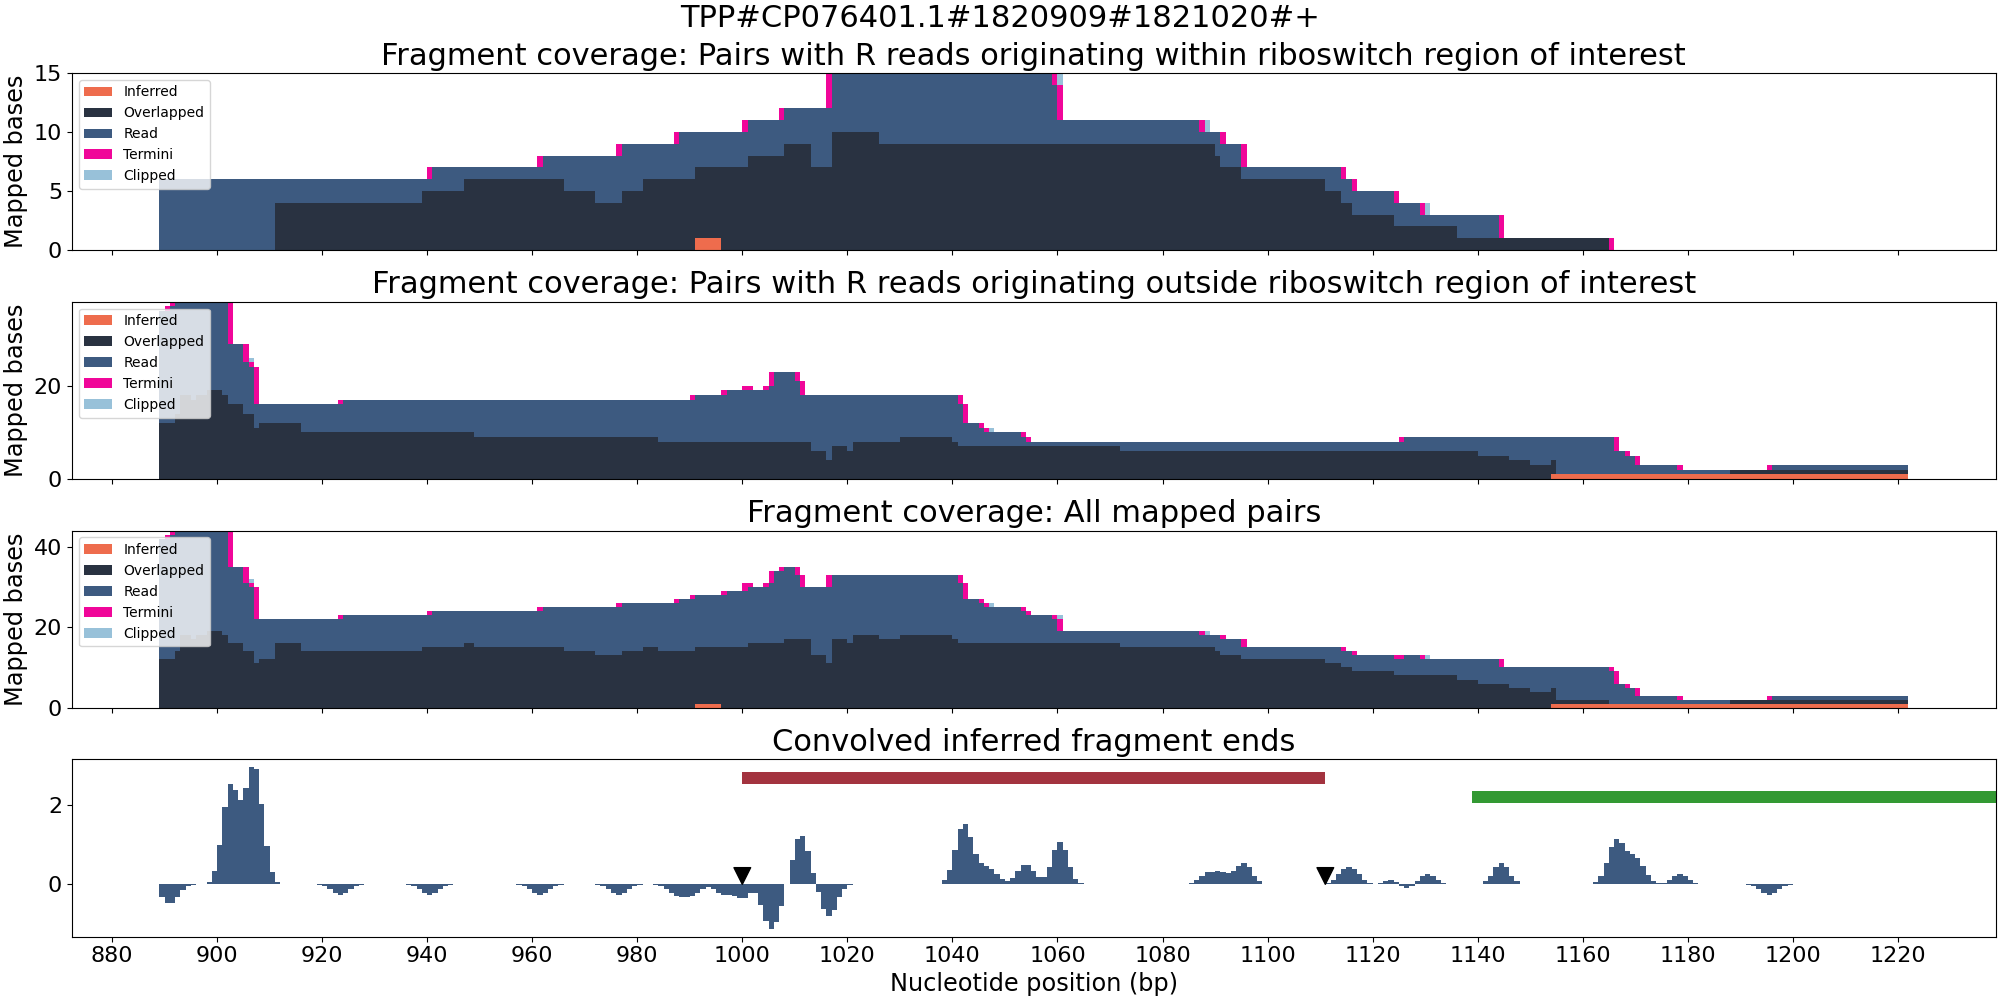 TPP#CP076401.1#1820909#1821020#+
Fragment coverage: Pairs with R reads originating within riboswitch region of interest
Mapped bases
15
10
5
0
Inferred
Overlapped
Read
Termini
Clipped
Fragment coverage: Pairs with R reads originating outside riboswitch region of interest
Mapped bases
20
0
Inferred
Overlapped
Read
Termini
Clipped
Fragment coverage: All mapped pairs
Mapped bases
40
20
0
Inferred
Overlapped
Read
Termini
Clipped
Convolved inferred fragment ends
2
0
880 900 920 940 960 980 1000 1020 1040 1060 1080 1100 1120 1140 1160 1180 1200 1220
Nucleotide position (bp)